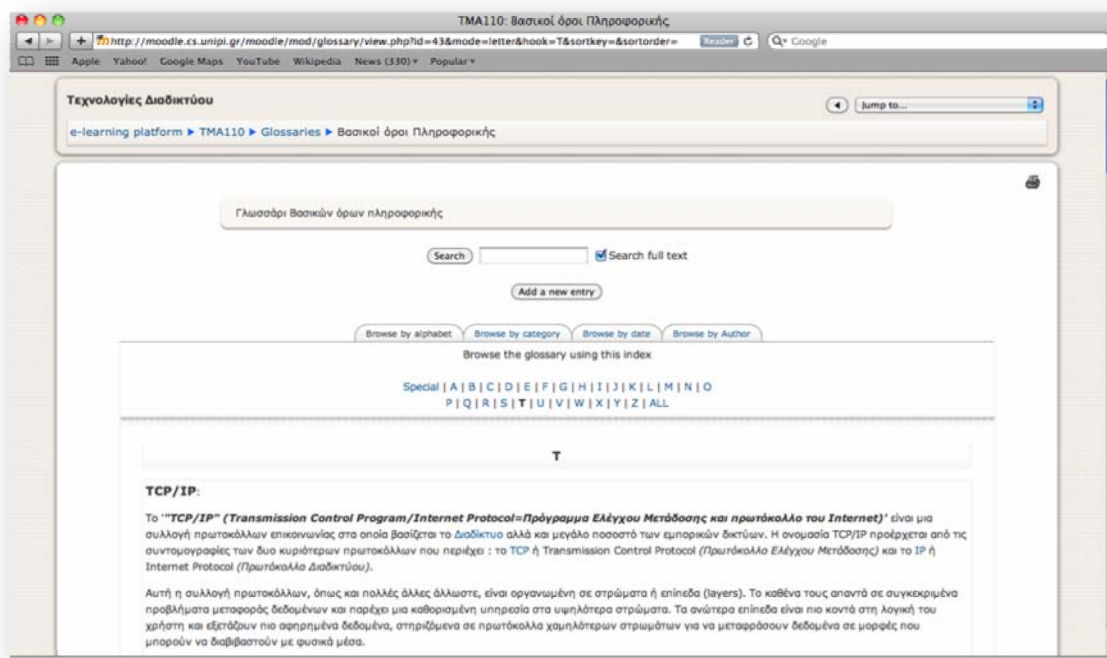 TMA110: Βασικοί όροι Πληροφορικής
http://moodle.cs.unipi.gr/moodle/mod/glossary/view.php?id=43&mode=letter&hook=T&sortkey=&sortorder=
Reader
Google
Apple Yahoo! Google Maps YouTube Wikipedia News (330) Popular
Τεχνολογίες Διαδικτύου
Jump to...
e-learning platform ► TMA110 ► Glossaries ► Βασικοί όροι Πληροφορικής
Γλωσσάρι Βασικών όρων πληροφορικής
Search
Search full text
Add a new entry
Browse by alphabet Browse by category Browse by date Browse by Author
Browse the glossary using this index
Special | A | B | C | D | E | F | G | H | I | J | K | L | M | N | O
P | Q | R | S | T | U | V | W | X | Y | Z | ALL
T
TCP/IP:
Το '"TCP/IP" (Transmission Control Program/Internet Protocol=Πρόγραμμα Ελέγχου Μετάδοσης και πρωτόκολλο του Internet)' είναι μια
συλλογή πρωτοκόλλων επικοινωνίας στα οποία βασίζεται το Διαδίκτυο αλλά και μεγάλο ποσοστό των εμπορικών δικτύων. Η ονομασία TCP/IP προέρχεται από τις
συντομογραφίες των δυο κυριότερων πρωτοκόλλων που περιέχει : το TCP ή Transmission Control Protocol (Πρωτόκολλο Ελέγχου Μετάδοσης) και το IP ή
Internet Protocol (Πρωτόκολλο Διαδικτύου).
Αυτή η συλλογή πρωτοκόλλων, όπως και πολλές άλλες άλλωστε, είναι οργανωμένη σε στρώματα ή επίπεδα (layers). Το καθένα τους απαντά σε συγκεκριμένα
προβλήματα μεταφοράς δεδομένων και παρέχει μια καθορισμένη υπηρεσία στα υψηλότερα στρώματα. Τα ανώτερα επίπεδα είναι πιο κοντά στη λογική του
χρήστη και εξετάζουν πιο αφηρημένα δεδομένα, στηριζόμενα σε πρωτόκολλα χαμηλότερων στρωμάτων για να μεταφράσουν δεδομένα σε μορφές που
μπορούν να διαβιβαστούν με φυσικά μέσα.